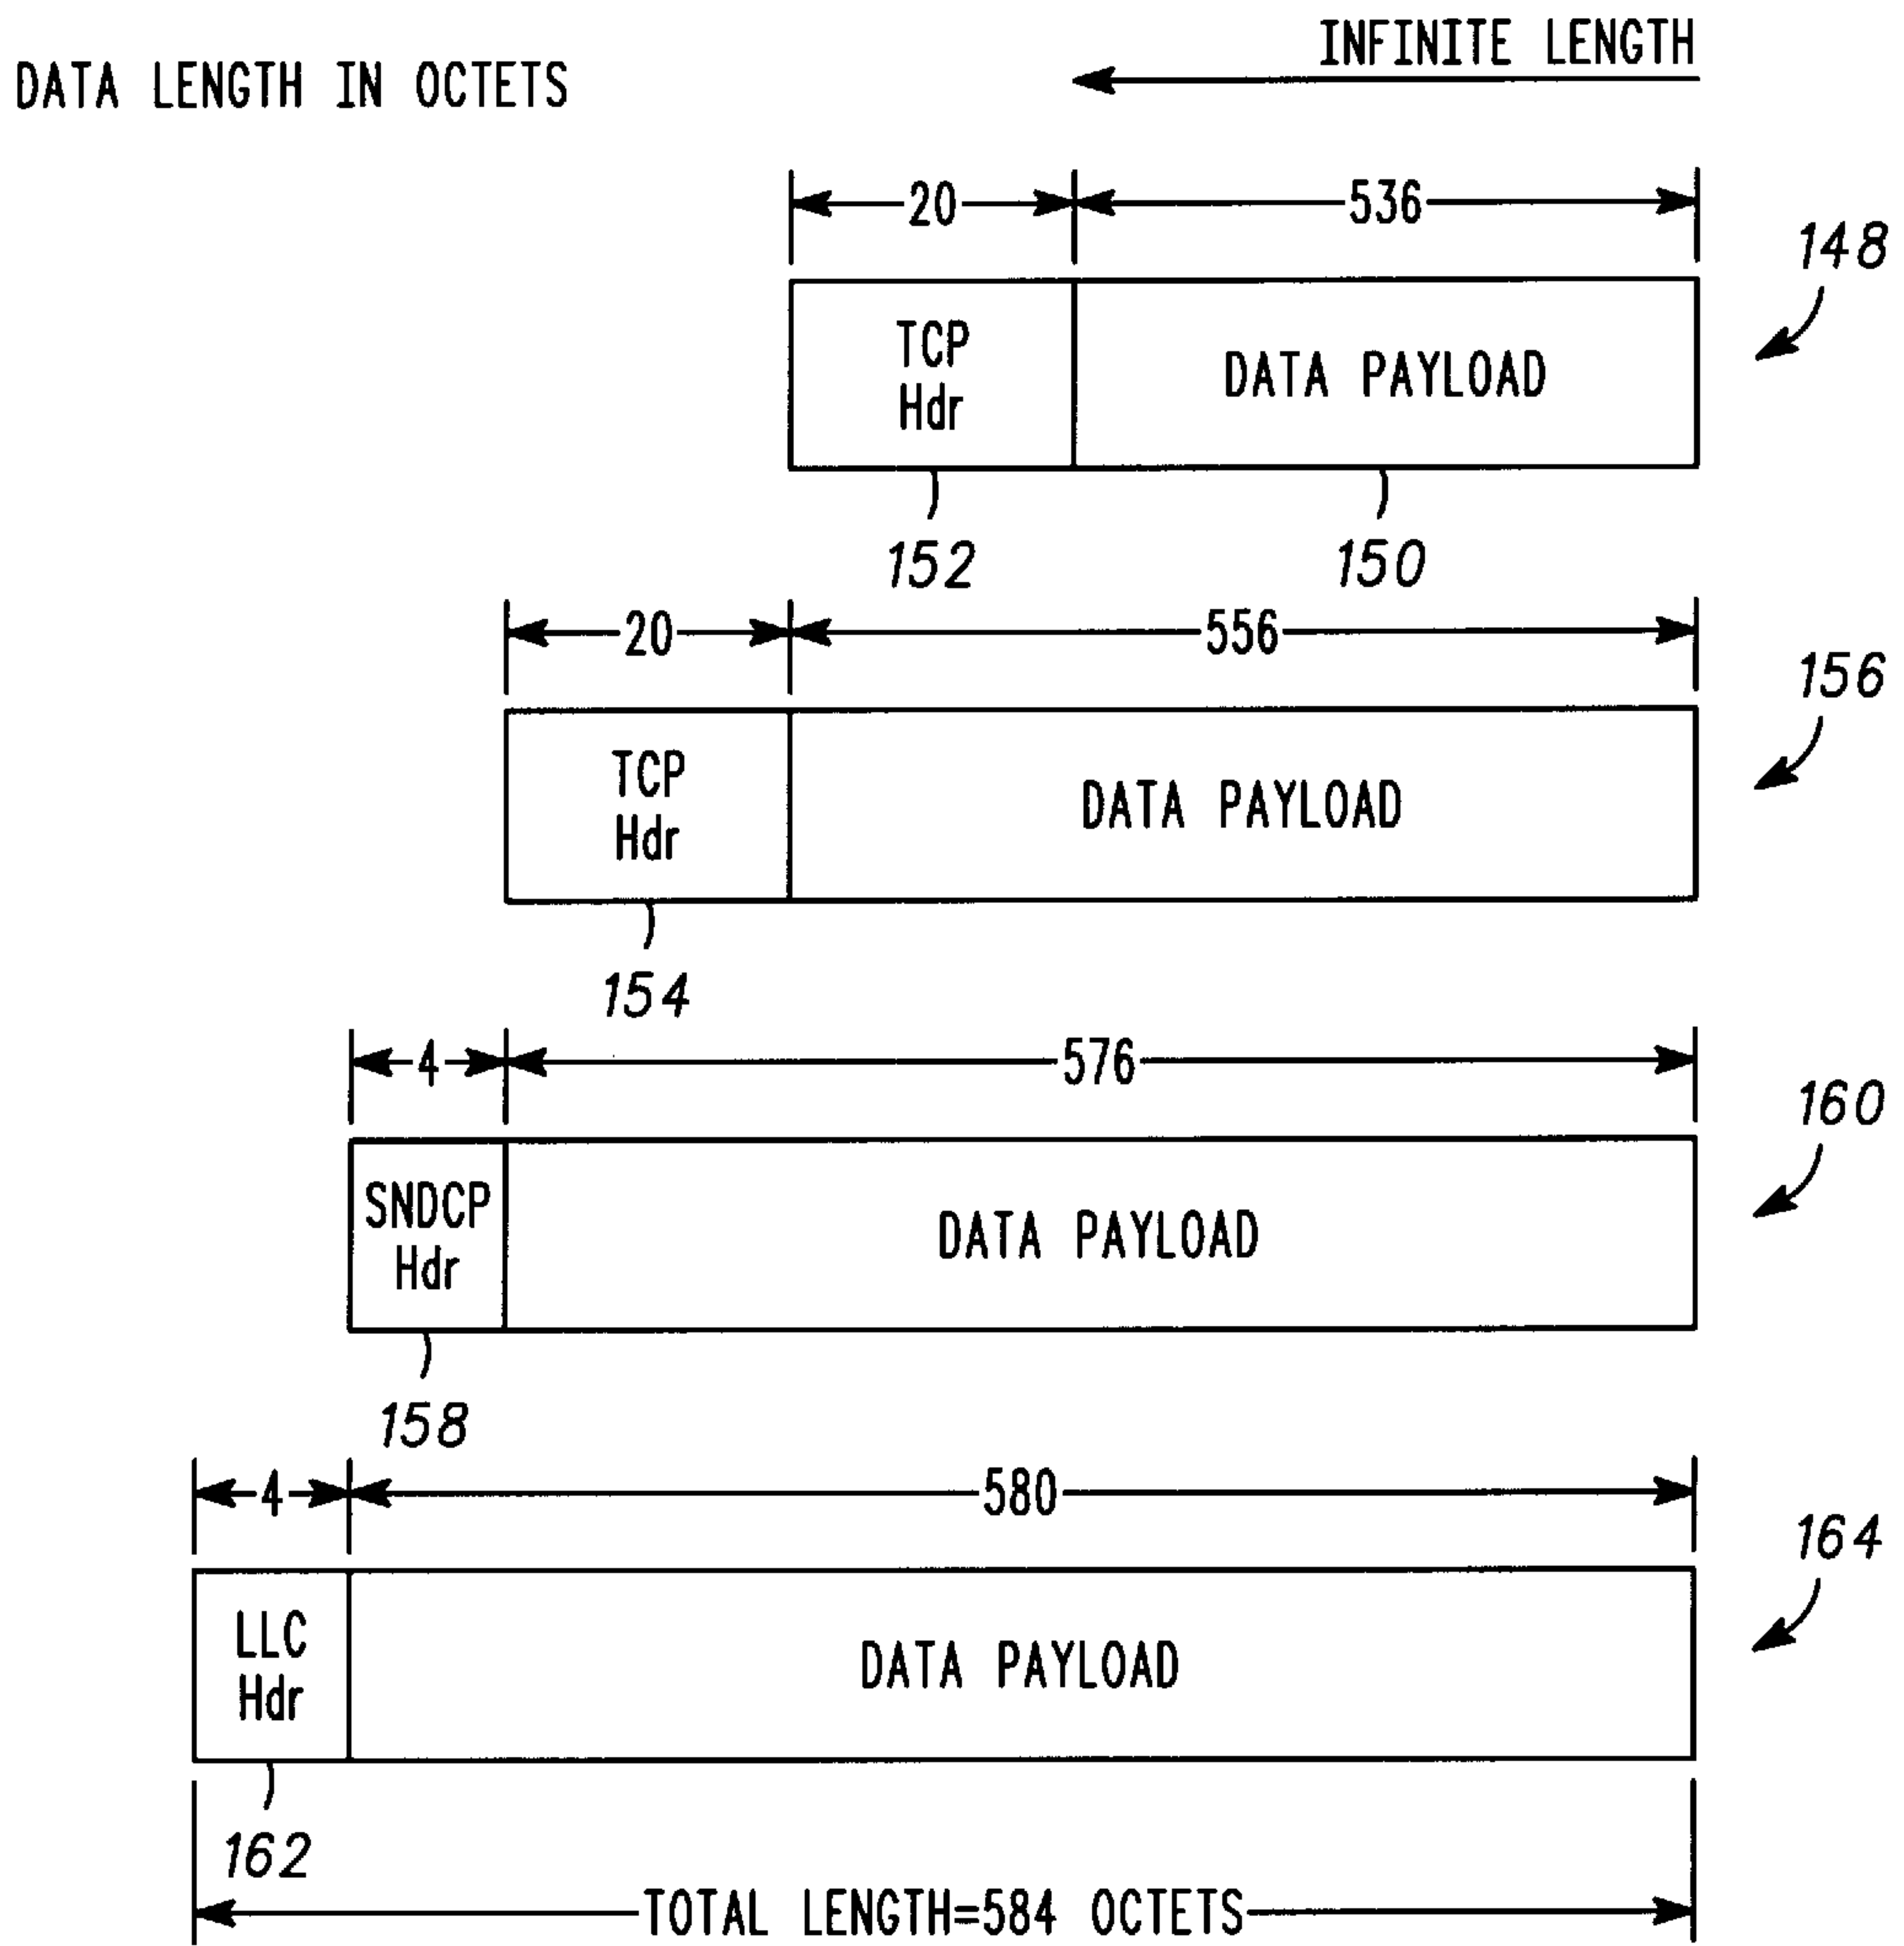 INFINITE LENGTH
DATA LENGTH IN OCTETS
20 536
148
TCP
Hdr
DATA PAYLOAD
152 150
20 556
156
TCP
Hdr
DATA PAYLOAD
154
4 576
160
SNDCP
Hdr
DATA PAYLOAD
158
4 580
164
LLC
Hdr
DATA PAYLOAD
162
TOTAL LENGTH=584 OCTETS